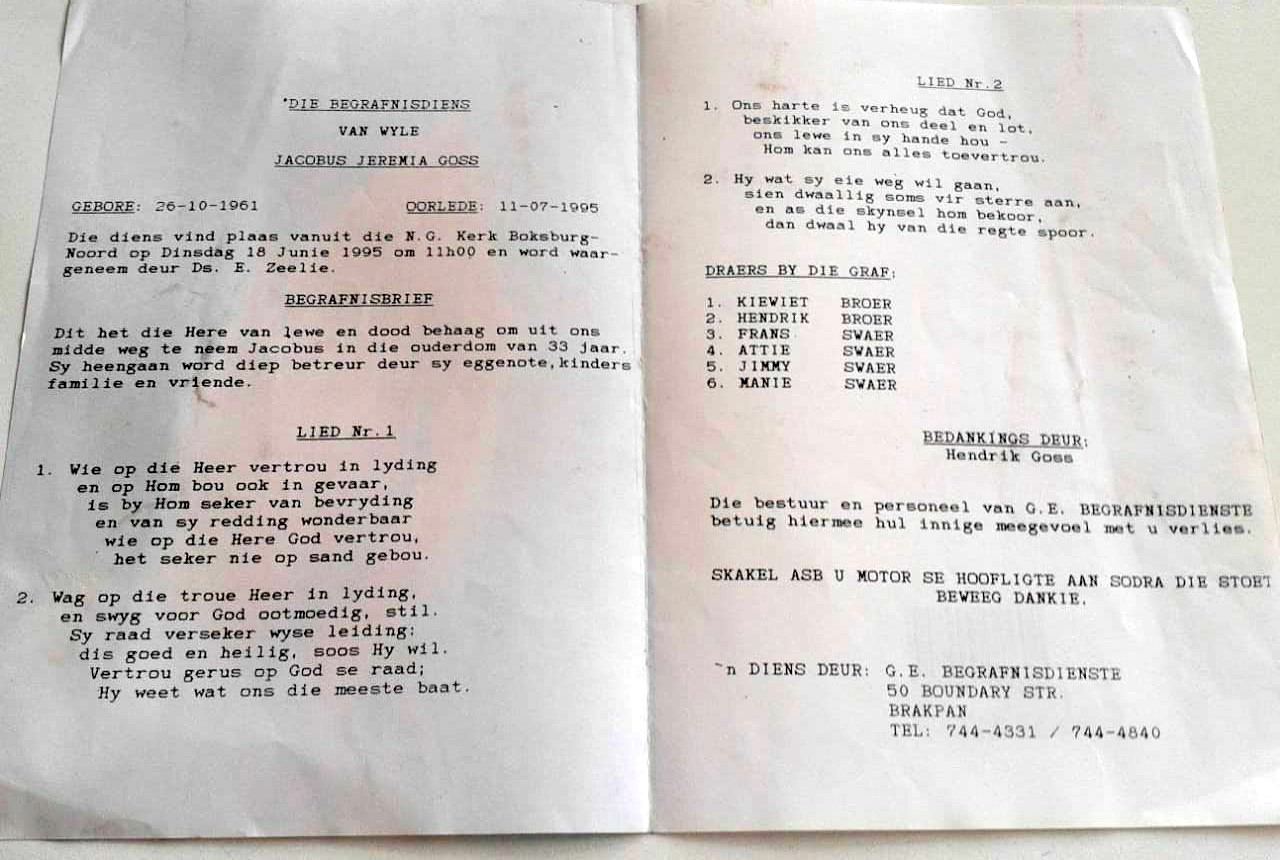 DIE BEGRAFNISDIENS
VAN WYLE
JACOBUS JEREMIA GOSS
GEBORE: 26-10-1961 OORLEDE: 11-07-1995
Die diens vind plaas vanuit die N.G. Kerk Boksburg-
Noord op Dinsdag 18 Junie 1995 om 11h00 en word waar-
geneem deur Ds. E. Zeelie.
BEGRAFNISBRIEF
Dit het die Here van lewe en dood behaag om uit ons
midde weg te neem Jacobus in die ouderdom van 33 jaar.
Sy heengaan word diep betreur deur sy eggenote,kinders
familie en vriende.
LIED Nr.1
1. Wie op die Heer vertrou in lyding
en op Hom bou ook in gevaar,
is by Hom seker van bevryding
en van sy redding wonderbaar
wie op die Here God vertrou,
het seker nie op sand gebou.
2. Wag op die troue Heer in lyding,
en swyg voor God ootmoedig, stil.
Sy raad verseker wyse leiding:
dis goed en heilig, soos Hy wil.
Vertrou gerus op God se raad;
Hy weet wat ons die meeste baat.
LIED Nr.2
1. Ons harte is verheug dat God,
beskikker van ons deel en lot,
ons lewe in sy hande hou -
Hom kan ons alles toevertrou.
2. Hy wat sy eie weg wil gaan,
sien dwaallig soms vir sterre aan,
en as die skynsel hom bekoor,
dan dwaal hy van die regte spoor.
DRAERS BY DIE GRAF:
1. KIEWIET BROER
2. HENDRIK BROER
3. FRANS SWAER
4. ATTIE SWAER
5. JIMMY SWAER
6. MANIE SWAER
BEDANKINGS DEUR:
Hendrik Goss
Die bestuur en personeel van G.E. BEGRAFNISDIENSTE
betuig hiermee hul innige meegevoel met u verlies.
SKAKEL ASB U MOTOR SE HOOFLIGTE AAN SODRA DIE STOET
BEWEEG DANKIE.
~n DIENS DEUR: G.E. BEGRAFNISDIENSTE
50 BOUNDARY STR.
BRAKPAN
TEL: 744-4331 / 744-4840